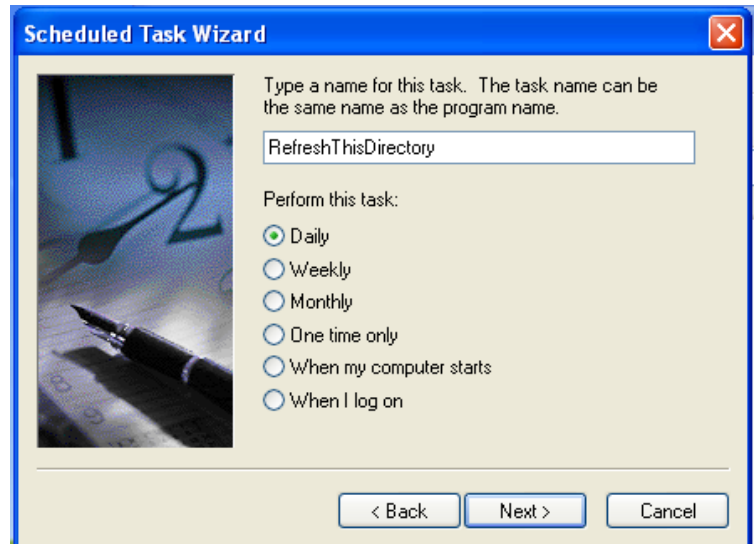 Scheduled Task Wizard
Type a name for this task. The task name can be
the same name as the program name.
RefreshThisDirectory
Perform this task:
Daily
Weekly
Monthly
One time only
When my computer starts
When I log on
< Back
Next >
Cancel